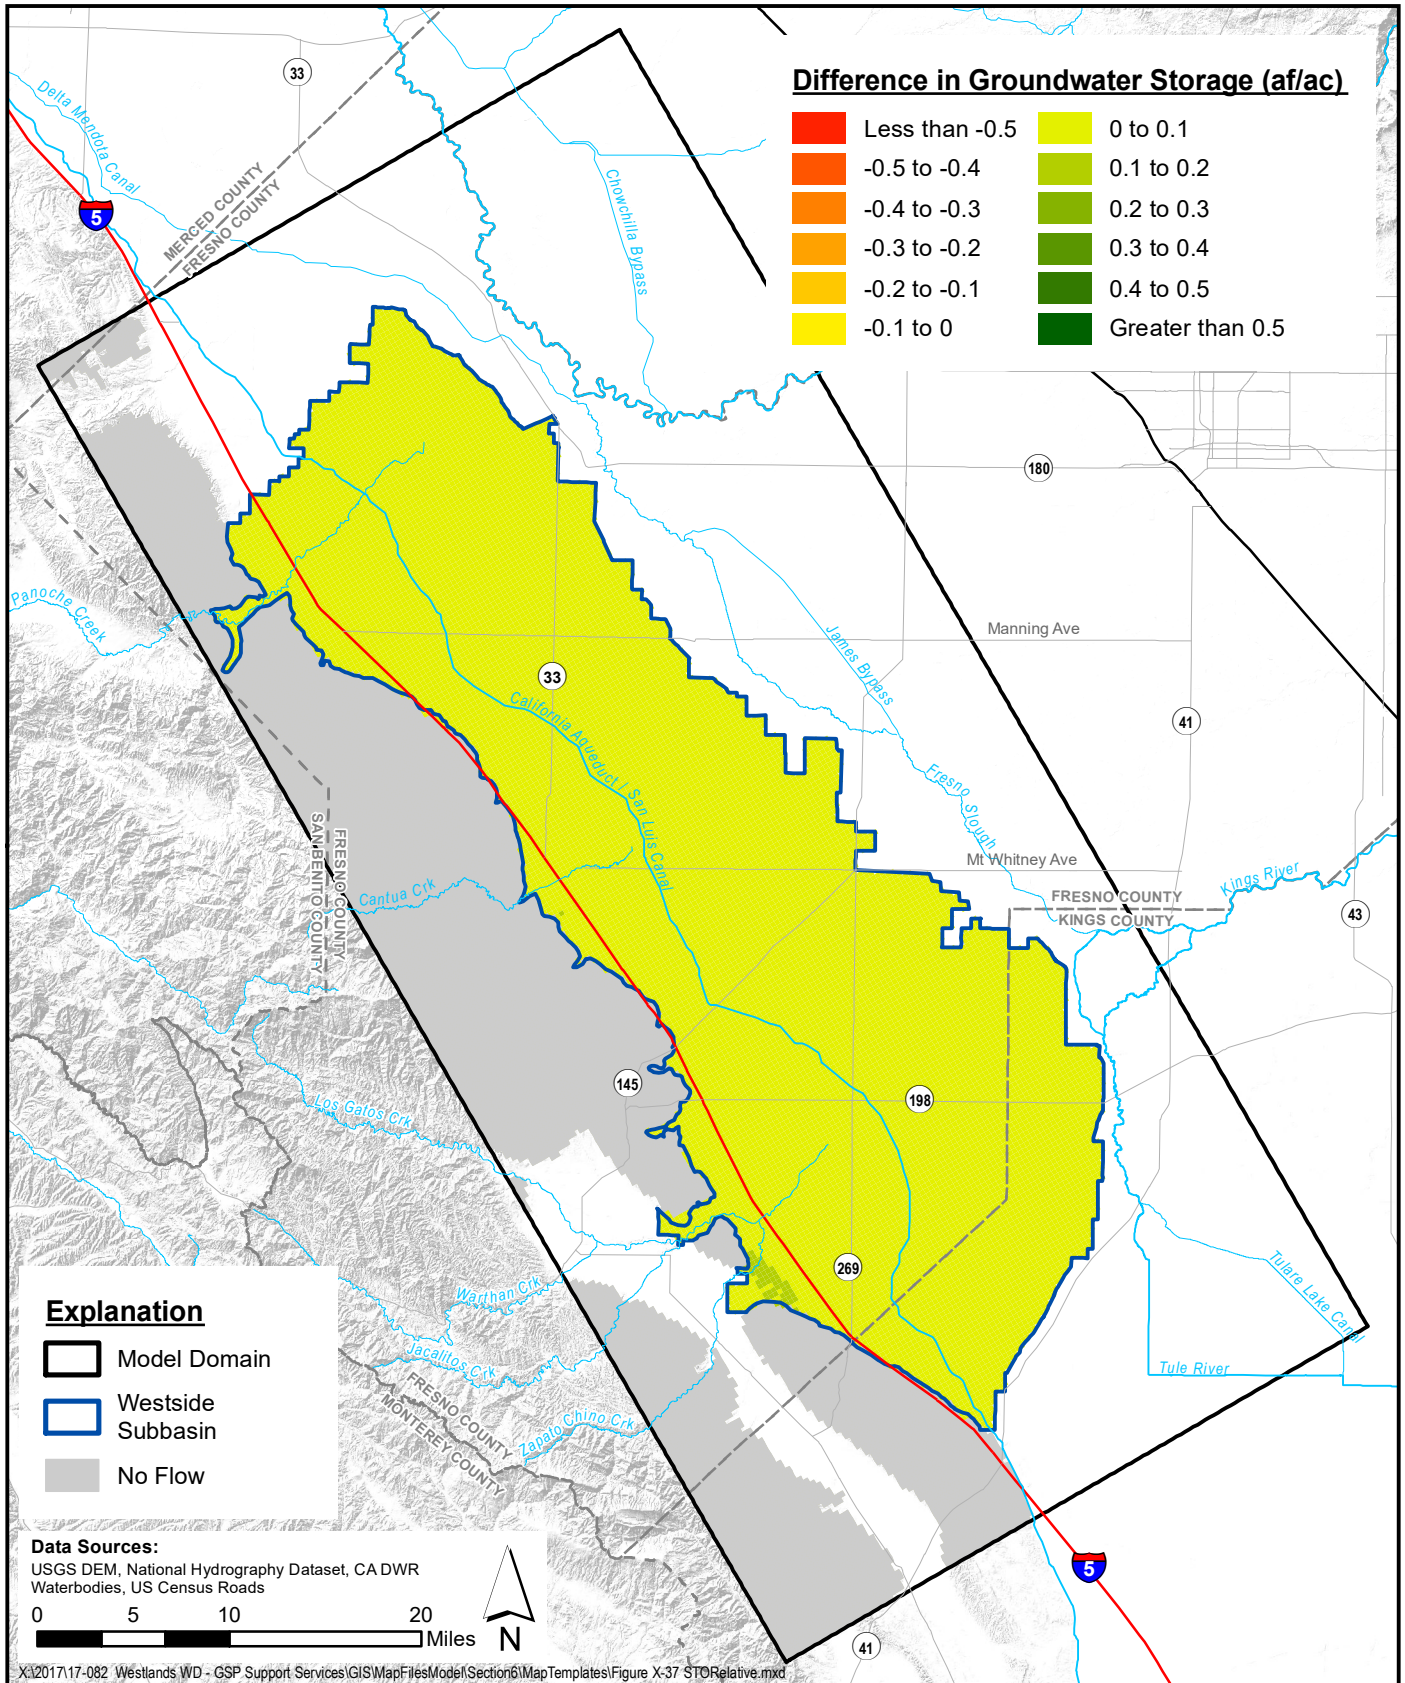 Difference in Groundwater Storage (af/ac)
Less than -0.5
-0.5 to -0.4
-0.4 to -0.3
-0.3 to -0.2
-0.2 to -0.1
-0.1 to 0
0 to 0.1
0.1 to 0.2
0.2 to 0.3
0.3 to 0.4
0.4 to 0.5
Greater than 0.5
33
Delta Mendota Canal
5
MERCED COUNTY
FRESNO COUNTY
Chowchilla Bypass
180
Panoche Creek
Manning Ave
James Bypass
33
41
California Aqueduct / San Luis Canal
Fresno Slough
SAN BENITO COUNTY
FRESNO COUNTY
Mt Whitney Ave
Cantua Crk
Kings River
FRESNO COUNTY
KINGS COUNTY
43
145
198
Los Gatos Crk
269
Warthan Crk
Tulare Lake Canal
Jacalitos Crk
Tule River
FRESNO COUNTY
MONTEREY COUNTY
Zapato Chino Crk
5
41
Explanation
Model Domain
Westside
Subbasin
No Flow
Data Sources:
USGS DEM, National Hydrography Dataset, CA DWR
Waterbodies, US Census Roads
0 5 10 20
Miles
N
X:\2017\17-082 Westlands WD - GSP Support Services\GIS\MapFilesModel\Section6\MapTemplates\Figure X-37 STORelative.mxd